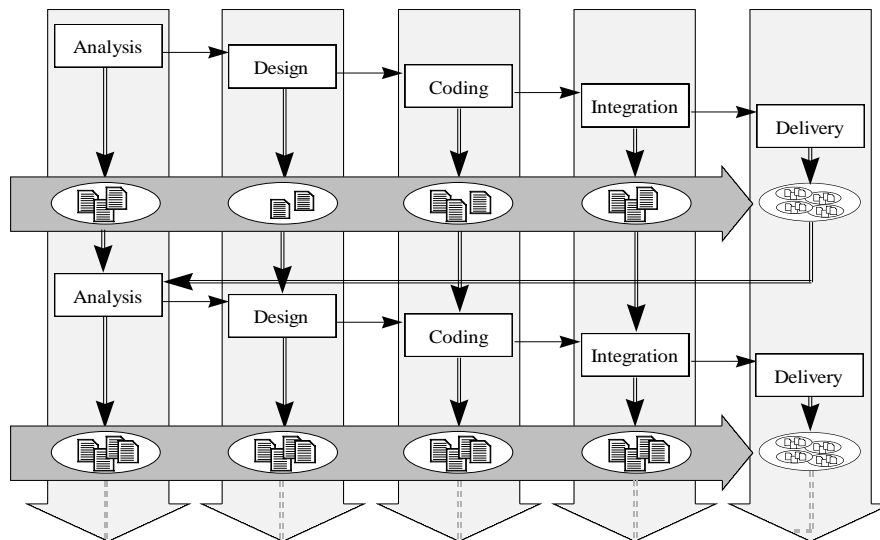 Analysis
Design
Coding
Integration
Delivery
Analysis
Design
Coding
Integration
Delivery